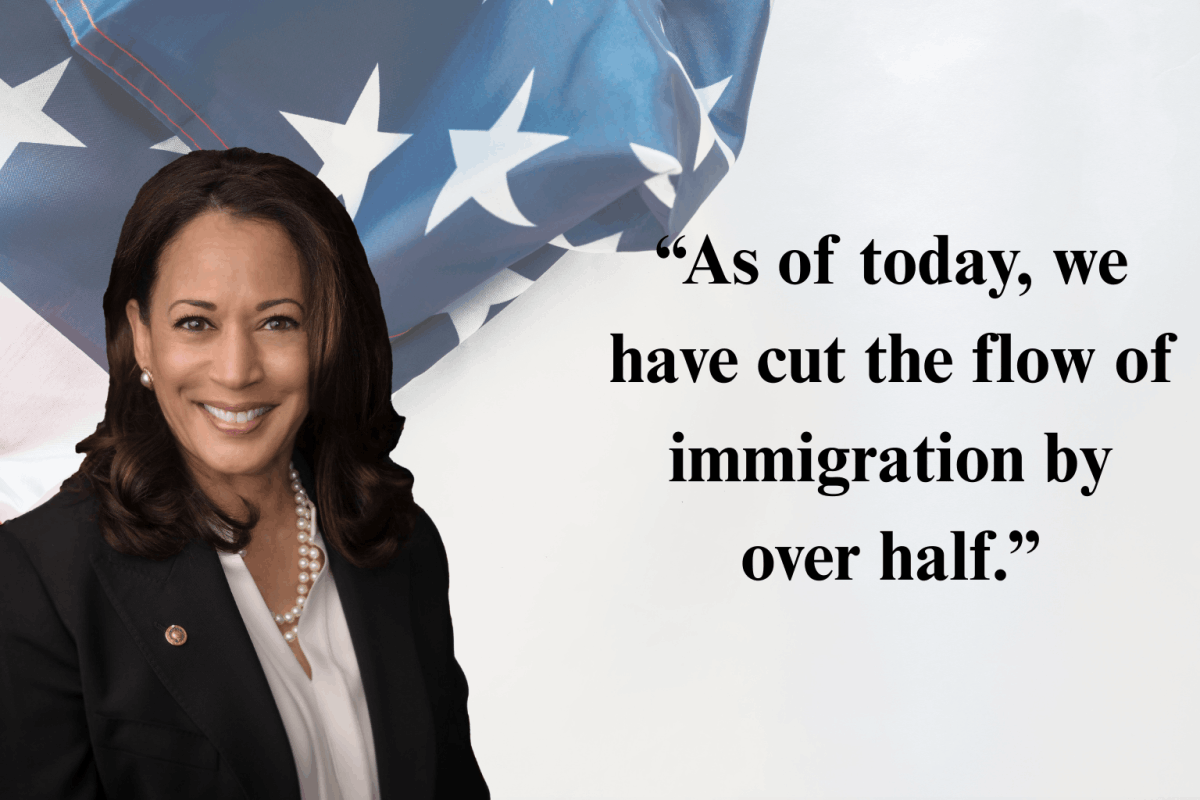 “As of today, we
have cut the flow of
immigration by
over half.”